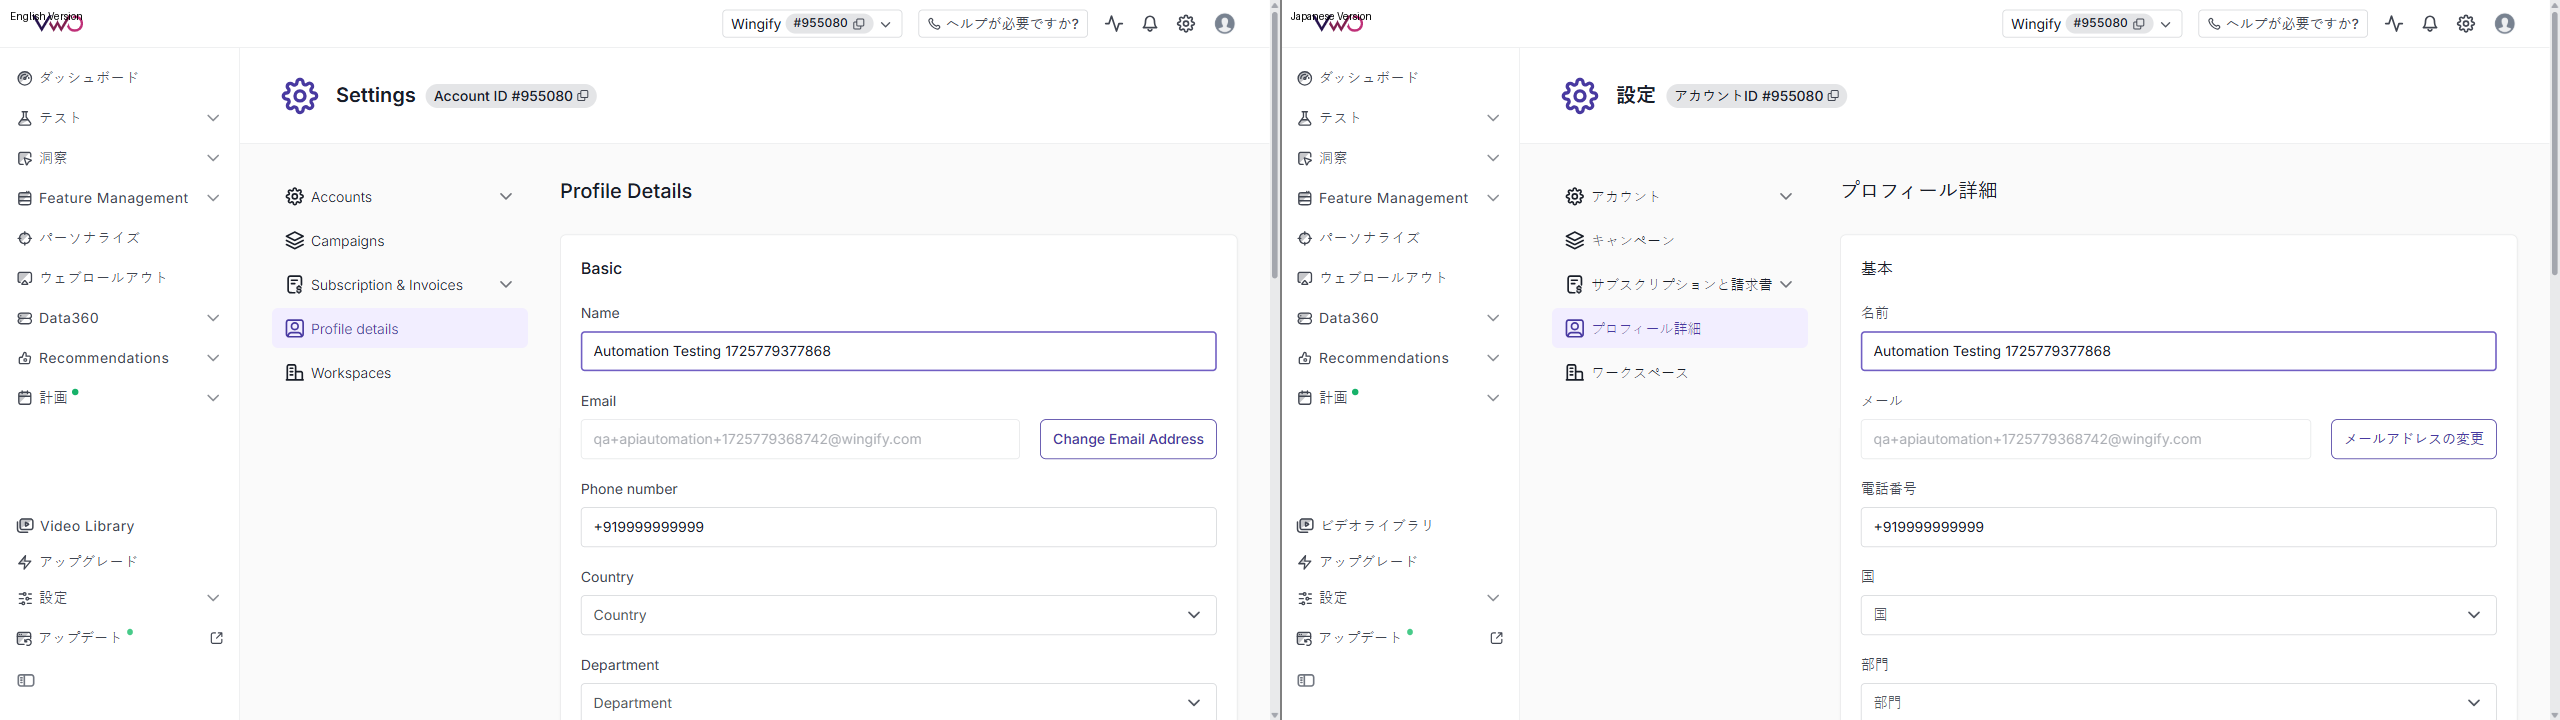 English Version
VWO
Wingify #955080
ヘルプが必要ですか?
ダッシュボード
テスト
洞察
Feature Management
パーソナライズ
ウェブロールアウト
Data360
Recommendations
計画
Video Library
アップグレード
設定
アップデート
Settings
Account ID #955080
Accounts
Campaigns
Subscription & Invoices
Profile details
Workspaces
Profile Details
Basic
Name
Automation Testing 1725779377868
Email
qa+apiautomation+1725779368742@wingify.com
Change Email Address
Phone number
+919999999999
Country
Country
Department
Department
Japanese Version
VWO
Wingify #955080
ヘルプが必要ですか?
ダッシュボード
テスト
洞察
Feature Management
パーソナライズ
ウェブロールアウト
Data360
Recommendations
計画
ビデオライブラリ
アップグレード
設定
アップデート
設定
アカウントID #955080
アカウント
キャンペーン
サブスクリプションと請求書
プロフィール詳細
ワークスペース
プロフィール詳細
基本
名前
Automation Testing 1725779377868
メール
qa+apiautomation+1725779368742@wingify.com
メールアドレスの変更
電話番号
+919999999999
国
国
部門
部門